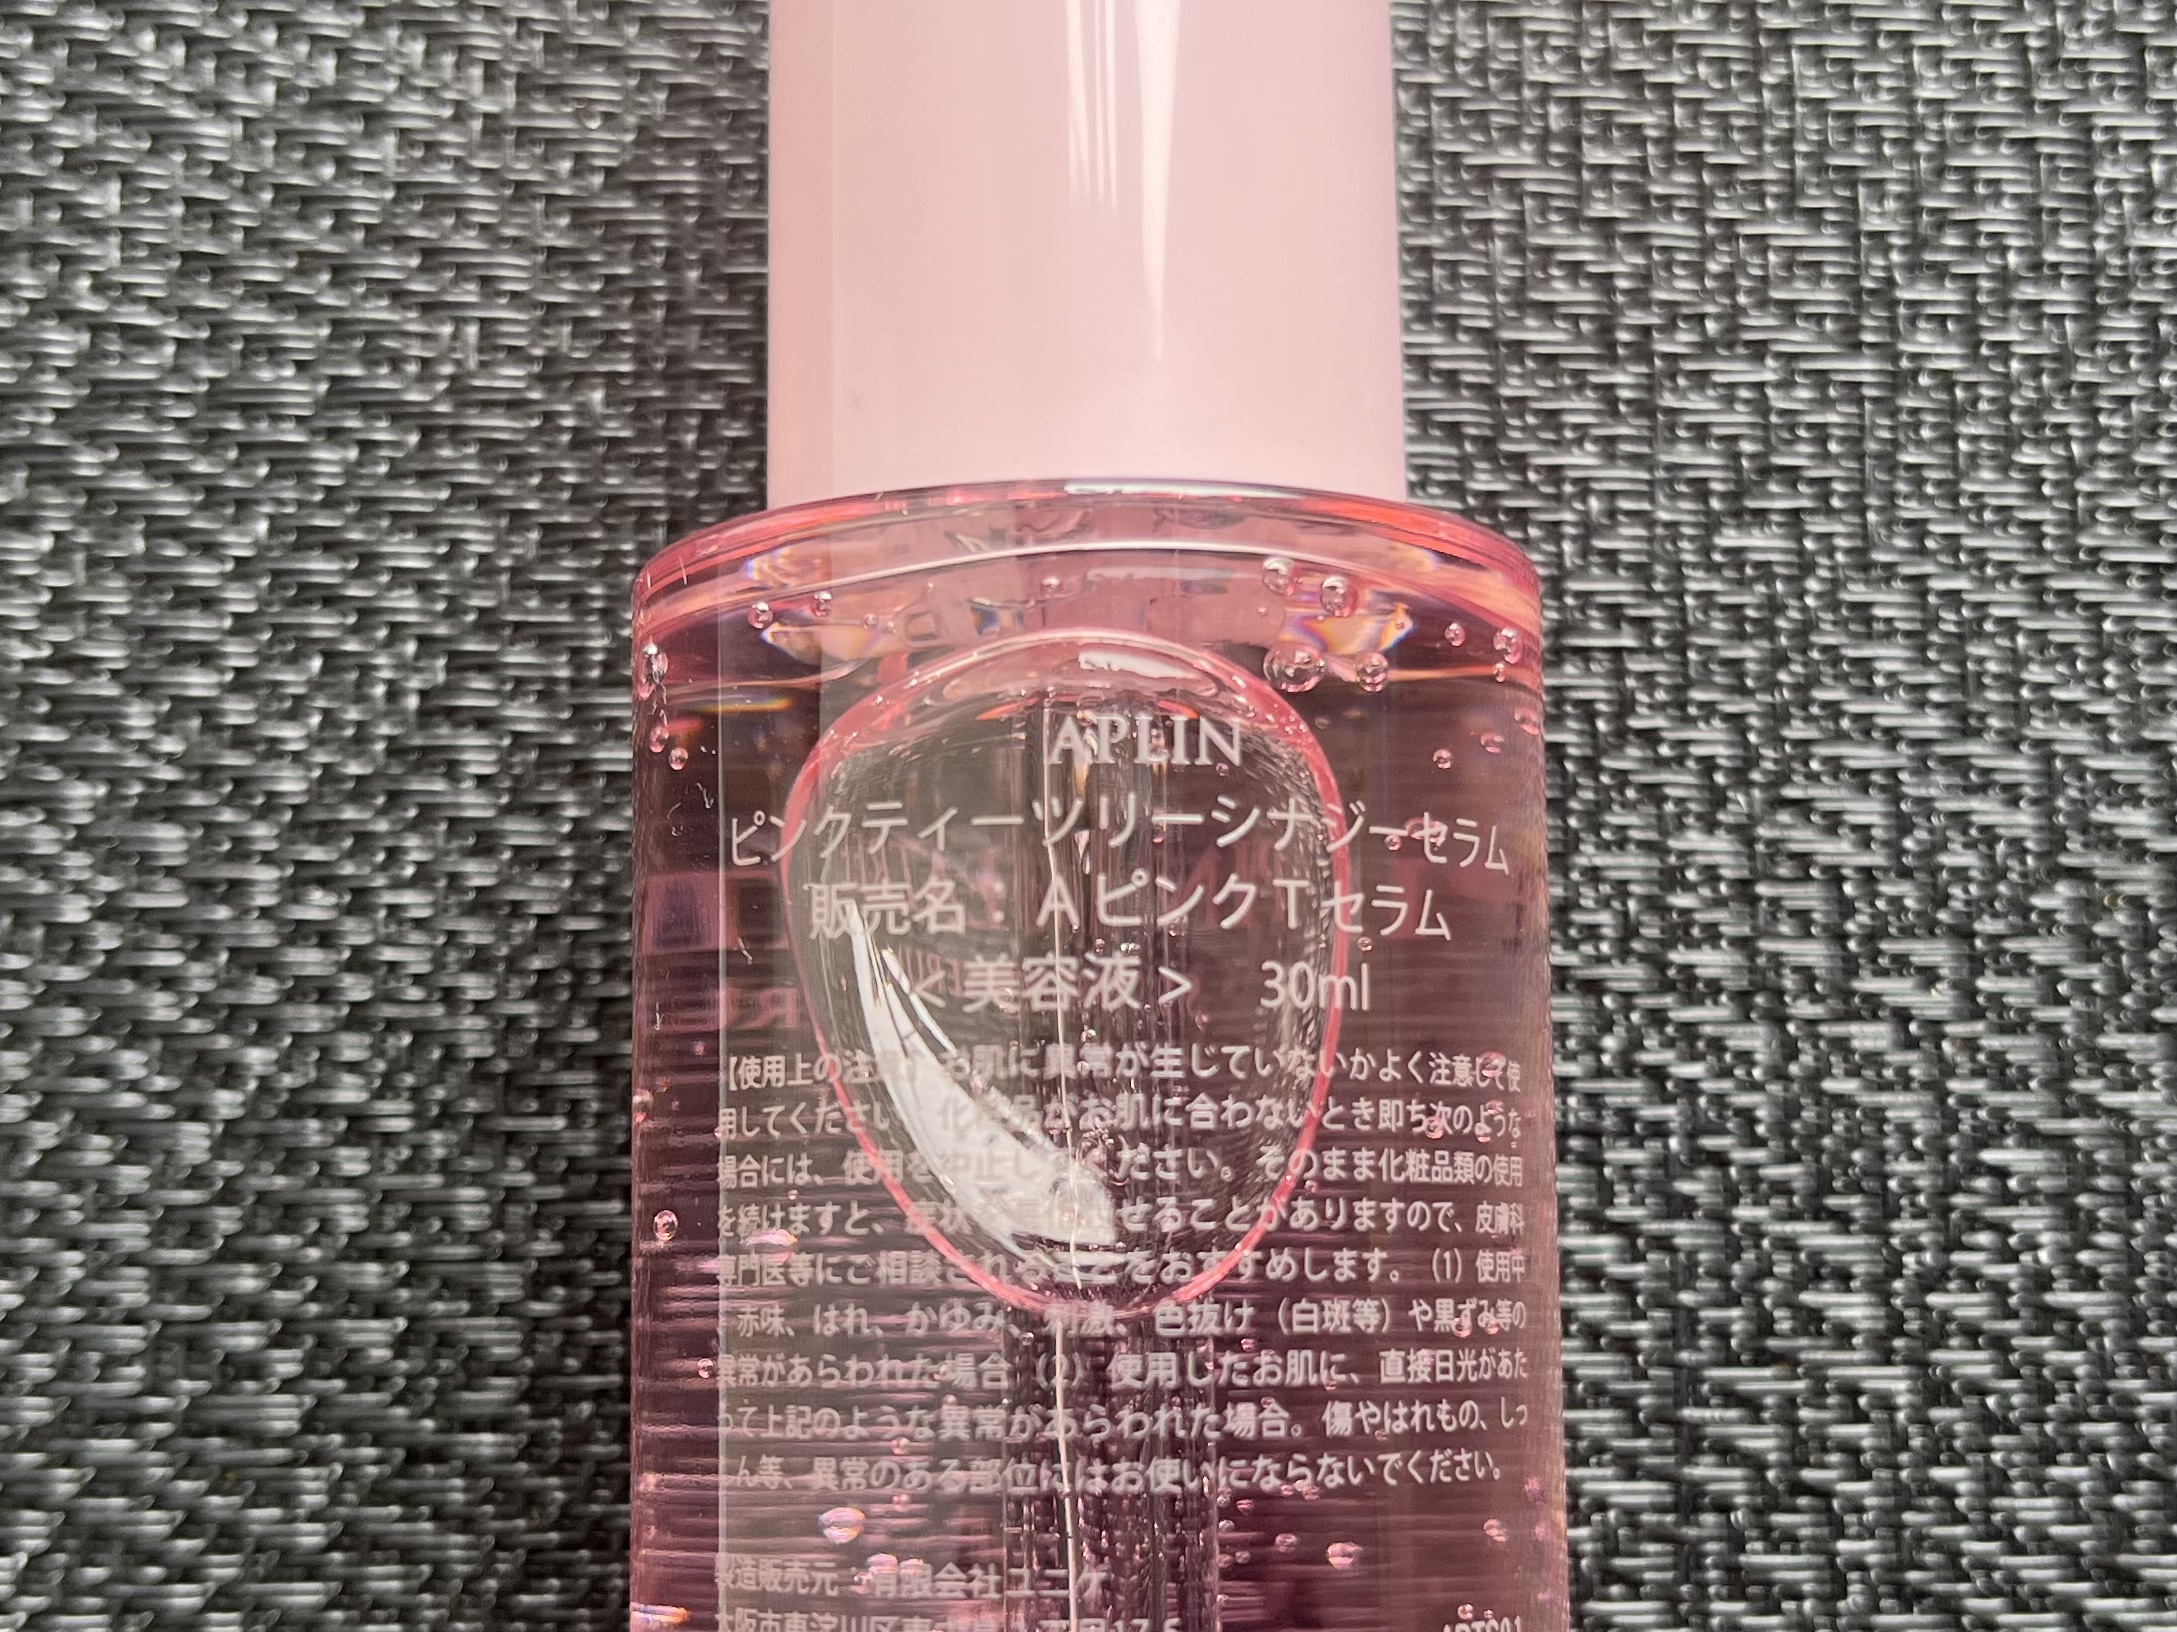 APLIN
ピンクティーツリーシナジーセラム
販売名： AピンクTセラム
<美容液> 30ml
【使用上の注意】お肌に異常が生じていないかよく注意して使
用してください。化粧品がお肌に合わないとき即ち次のような
場合には、使用を中止してください。そのまま化粧品類の使用
を続けますと、症状を悪化させることがありますので、皮膚科
専門医等にご相談されることをおすすめします。（1）使用中
赤味、はれ、かゆみ、刺激、色抜け（白斑等）や黒ずみ等の
異常があらわれた場合（2）使用したお肌に、直接日光があた
って上記のような異常があらわれた場合。傷やはれもの、しっ
しん等、異常のある部位にはお使いにならないでください。
製造販売元：有限会社ユニケ
大阪市東淀川区